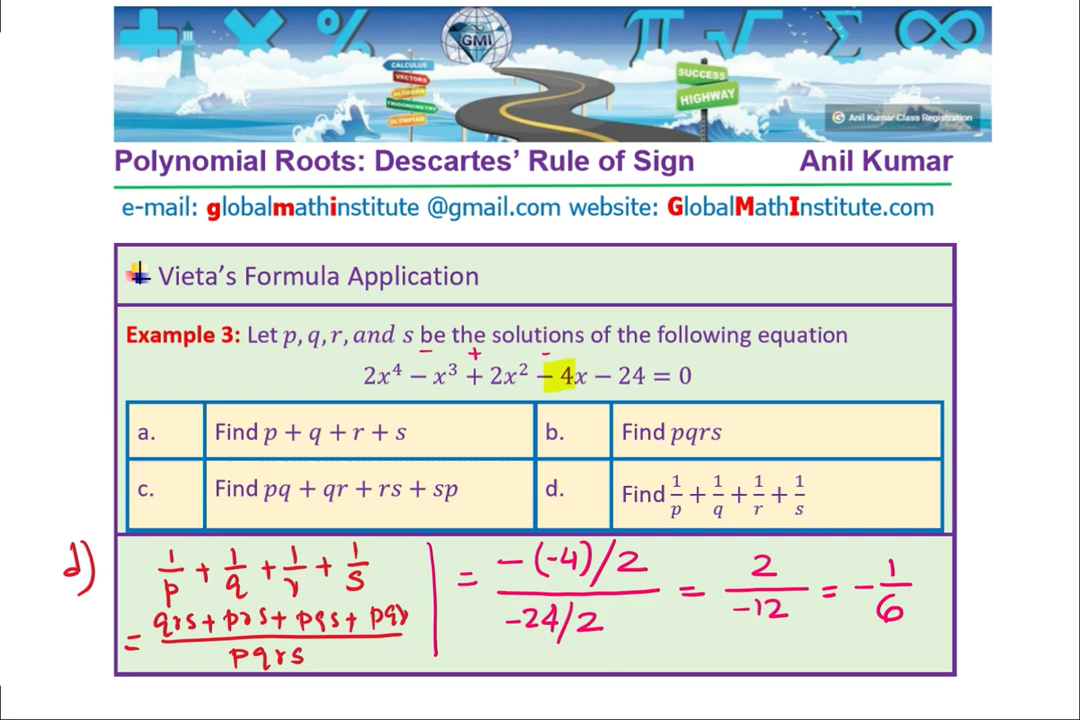 GMI
CALCULUS
VECTORS
ALGEBRA
TRIGONOMETRY
OLYMPIAD
SUCCESS
HIGHWAY
G Anil Kumar Class Registration
Polynomial Roots: Descartes’ Rule of Sign Anil Kumar
e-mail: globalmathinstitute @gmail.com website: GlobalMathInstitute.com
Vieta’s Formula Application
Example 3: Let p, q, r, and s be the solutions of the following equation
− + -
2x⁴ − x³ + 2x² − 4x − 24 = 0
a. Find p + q + r + s b. Find pqrs
c. Find pq + qr + rs + sp d. Find 1/p + 1/q + 1/r + 1/s
d) 1/p + 1/q + 1/r + 1/s = −(−4)/2 / −24/2 = 2/−12 = −1/6
= qrs + prs + pqs + pqr / pqrs